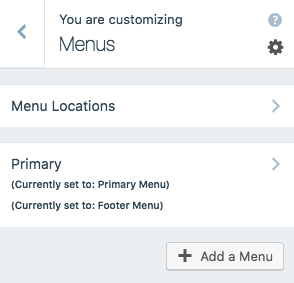 You are customizing
Menus
Menu Locations
Primary
(Currently set to: Primary Menu)
(Currently set to: Footer Menu)
Add a Menu